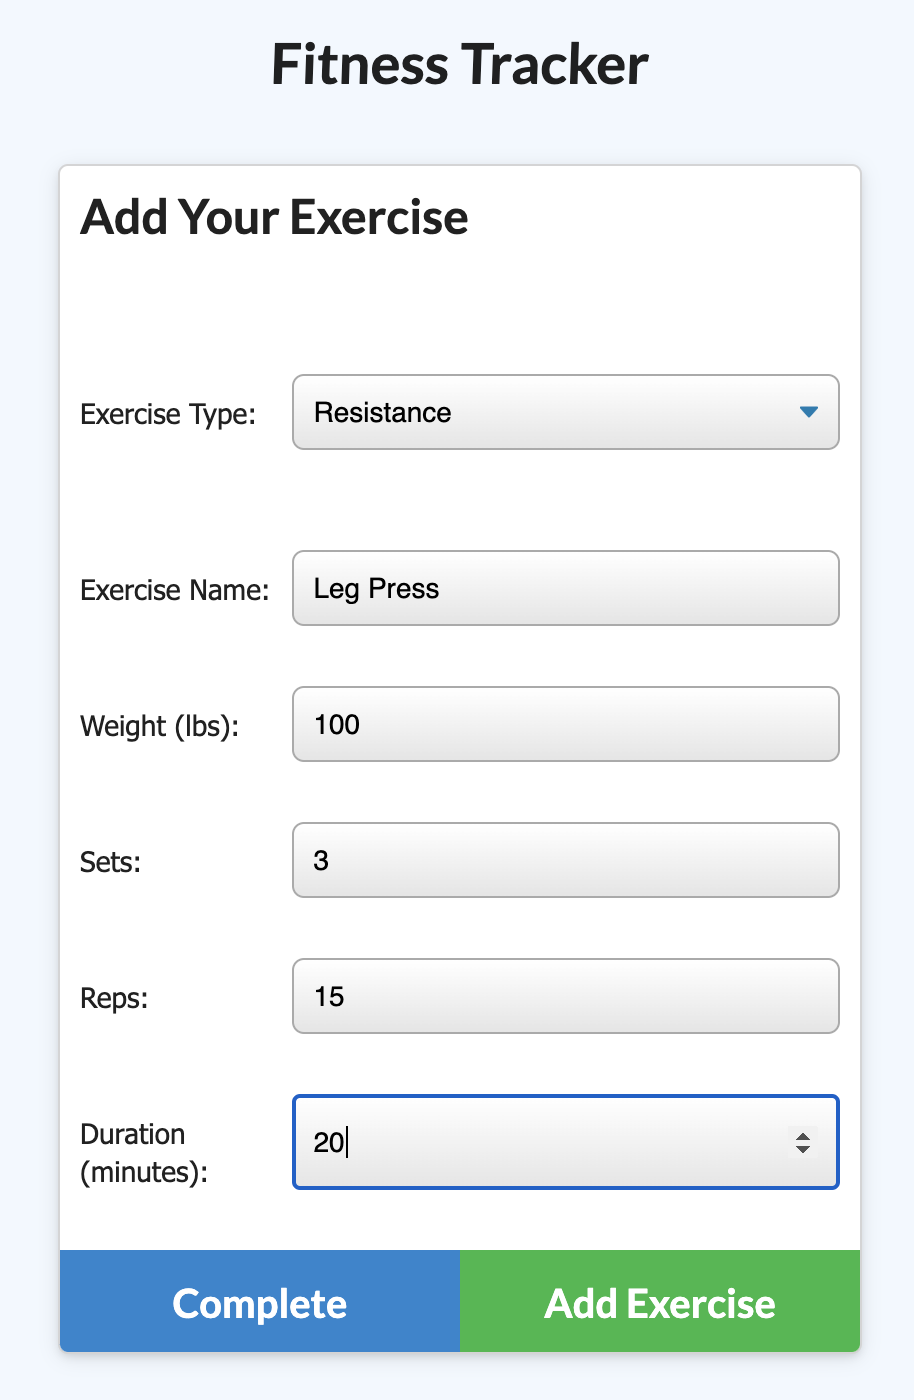 Fitness Tracker
Add Your Exercise
Exercise Type: Resistance
Exercise Name: Leg Press
Weight (lbs): 100
Sets: 3
Reps: 15
Duration
(minutes): 20
Complete Add Exercise